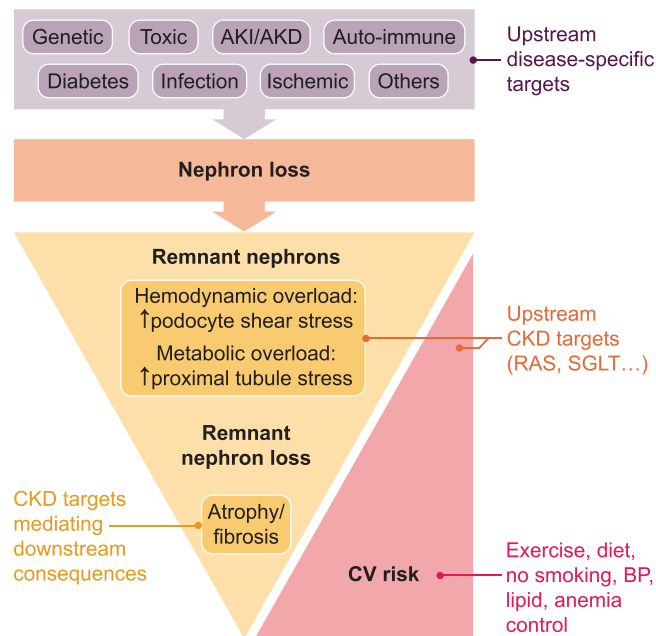 Genetic
Toxic
AKI/AKD
Auto-immune
Diabetes
Infection
Ischemic
Others
Upstream
disease-specific
targets
Nephron loss
Remnant nephrons
Hemodynamic overload:
↑podocyte shear stress
Metabolic overload:
↑proximal tubule stress
Upstream
CKD targets
(RAS, SGLT…)
Remnant
nephron loss
CKD targets
mediating
downstream
consequences
Atrophy/
fibrosis
CV risk
Exercise, diet,
no smoking, BP,
lipid, anemia
control